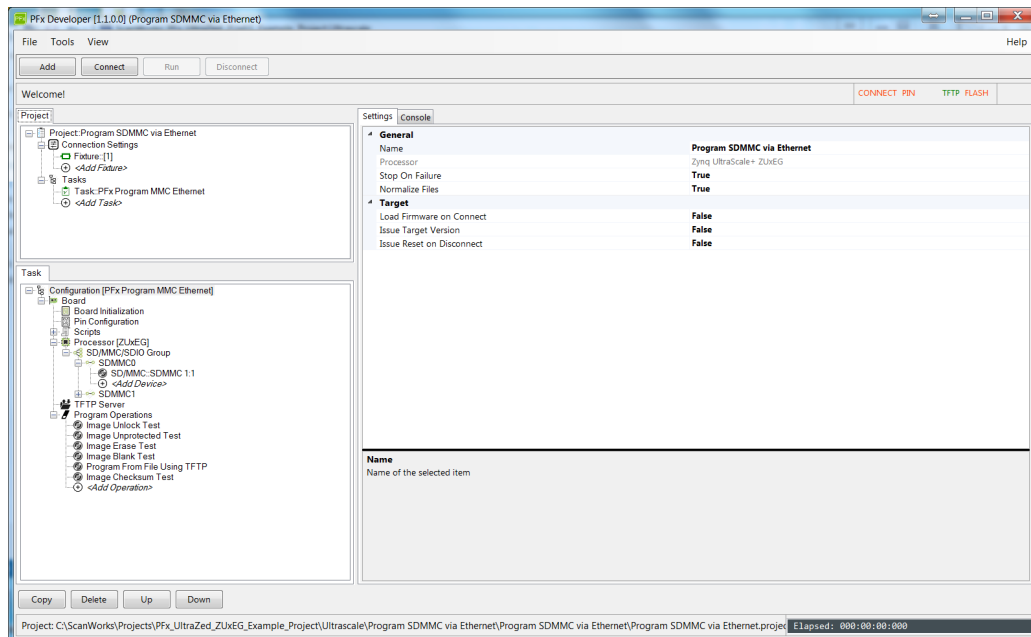 PFx Developer [1.1.0.0] (Program SDMMC via Ethernet)
File Tools View Help
Add Connect Run Disconnect
Welcome! CONNECT PIN TFTP FLASH
Project
Project:Program SDMMC via Ethernet
Connection Settings
Fixture::[1]
<Add Fixture>
Tasks
Task::PFx Program MMC Ethernet
<Add Task>
Task
Configuration [PFx Program MMC Ethernet]
Board
Board Initialization
Pin Configuration
Scripts
Processor [ZUxEG]
SD/MMC/SDIO Group
SDMMC0
SD/MMC::SDMMC 1:1
<Add Device>
SDMMC1
TFTP Server
Program Operations
Image Unlock Test
Image Unprotected Test
Image Erase Test
Image Blank Test
Program From File Using TFTP
Image Checksum Test
<Add Operation>
Settings Console
General
Name Program SDMMC via Ethernet
Processor Zynq UltraScale+ ZUxEG
Stop On Failure True
Normalize Files True
Target
Load Firmware on Connect False
Issue Target Version False
Issue Reset on Disconnect False
Name
Name of the selected item
Copy Delete Up Down
Project: C:\ScanWorks\Projects\PFx_UltraZed_ZUxEG_Example_Project\Ultrascale\Program SDMMC via Ethernet\Program SDMMC via Ethernet\Program SDMMC via Ethernet.projec Elapsed: 000:00:00:000